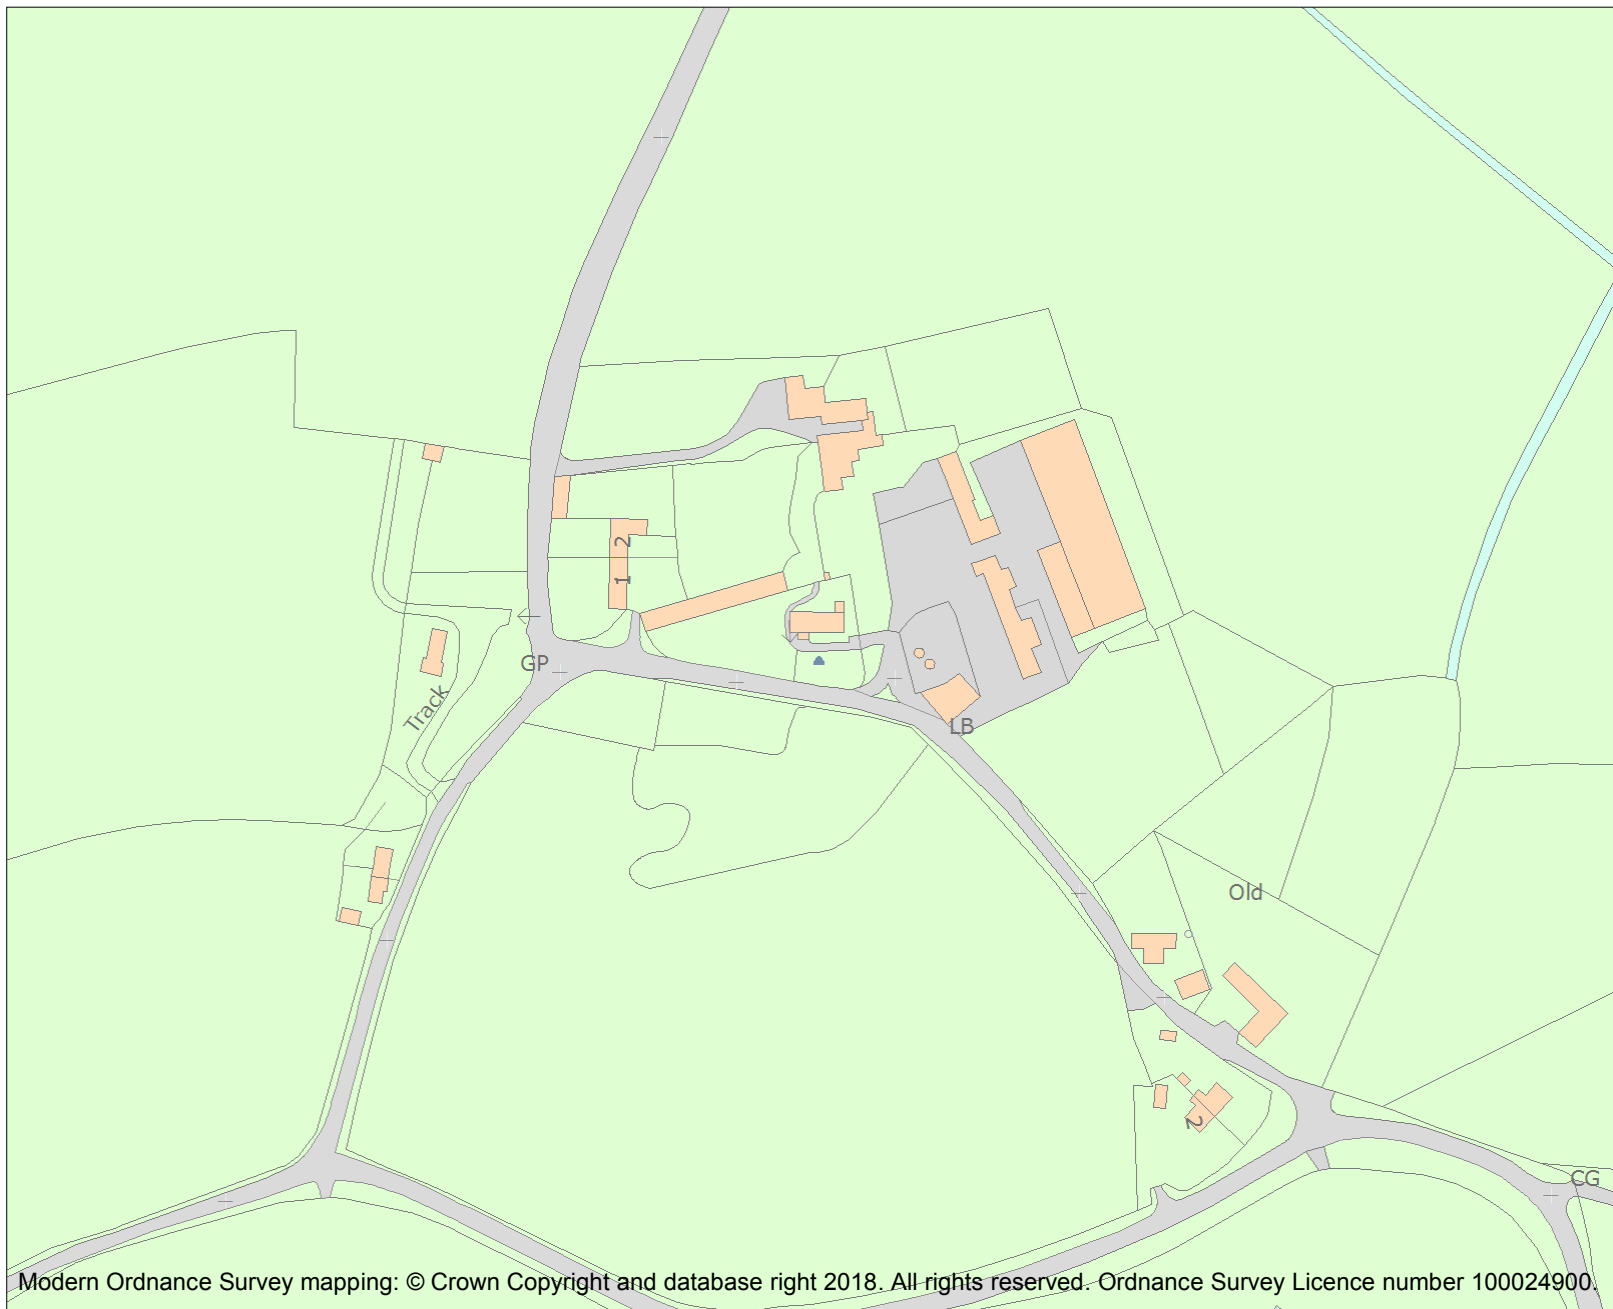 2
1
GP
Track
LB
Old
2
CG
Modern Ordnance Survey mapping: © Crown Copyright and database right 2018. All rights reserved. Ordnance Survey Licence number 100024900.